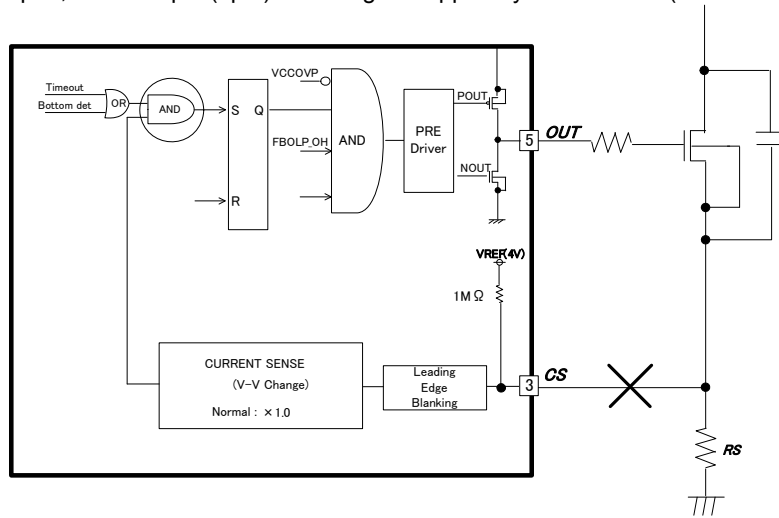 Timeout
Bottom det
OR
AND
S Q
R
VCCOVP
FBOLP_OH
AND
PRE
Driver
POUT
NOUT
5 OUT
VREF(4V)
1MΩ
CURRENT SENSE
(V-V Change)
Normal : ×1.0
Leading
Edge
Blanking
3 CS
RS